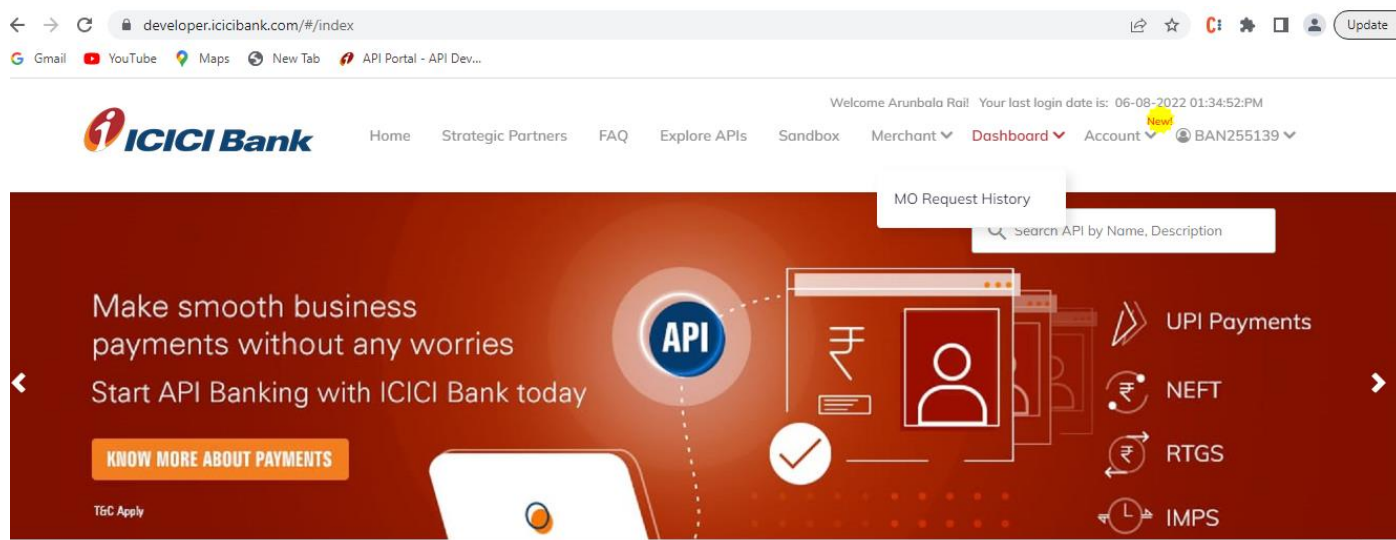 developer.icicibank.com/#/index
Update
Gmail YouTube Maps New Tab API Portal - API Dev...
Welcome Arunbala Rai! Your last login date is: 06-08-2022 01:34:52:PM
New!
ICICI Bank Home Strategic Partners FAQ Explore APIs Sandbox Merchant Dashboard Account BAN255139
MO Request History
Search API by Name, Description
Make smooth business
payments without any worries
Start API Banking with ICICI Bank today
KNOW MORE ABOUT PAYMENTS
T&C Apply
API
₹
UPI Payments
₹ NEFT
₹ RTGS
IMPS